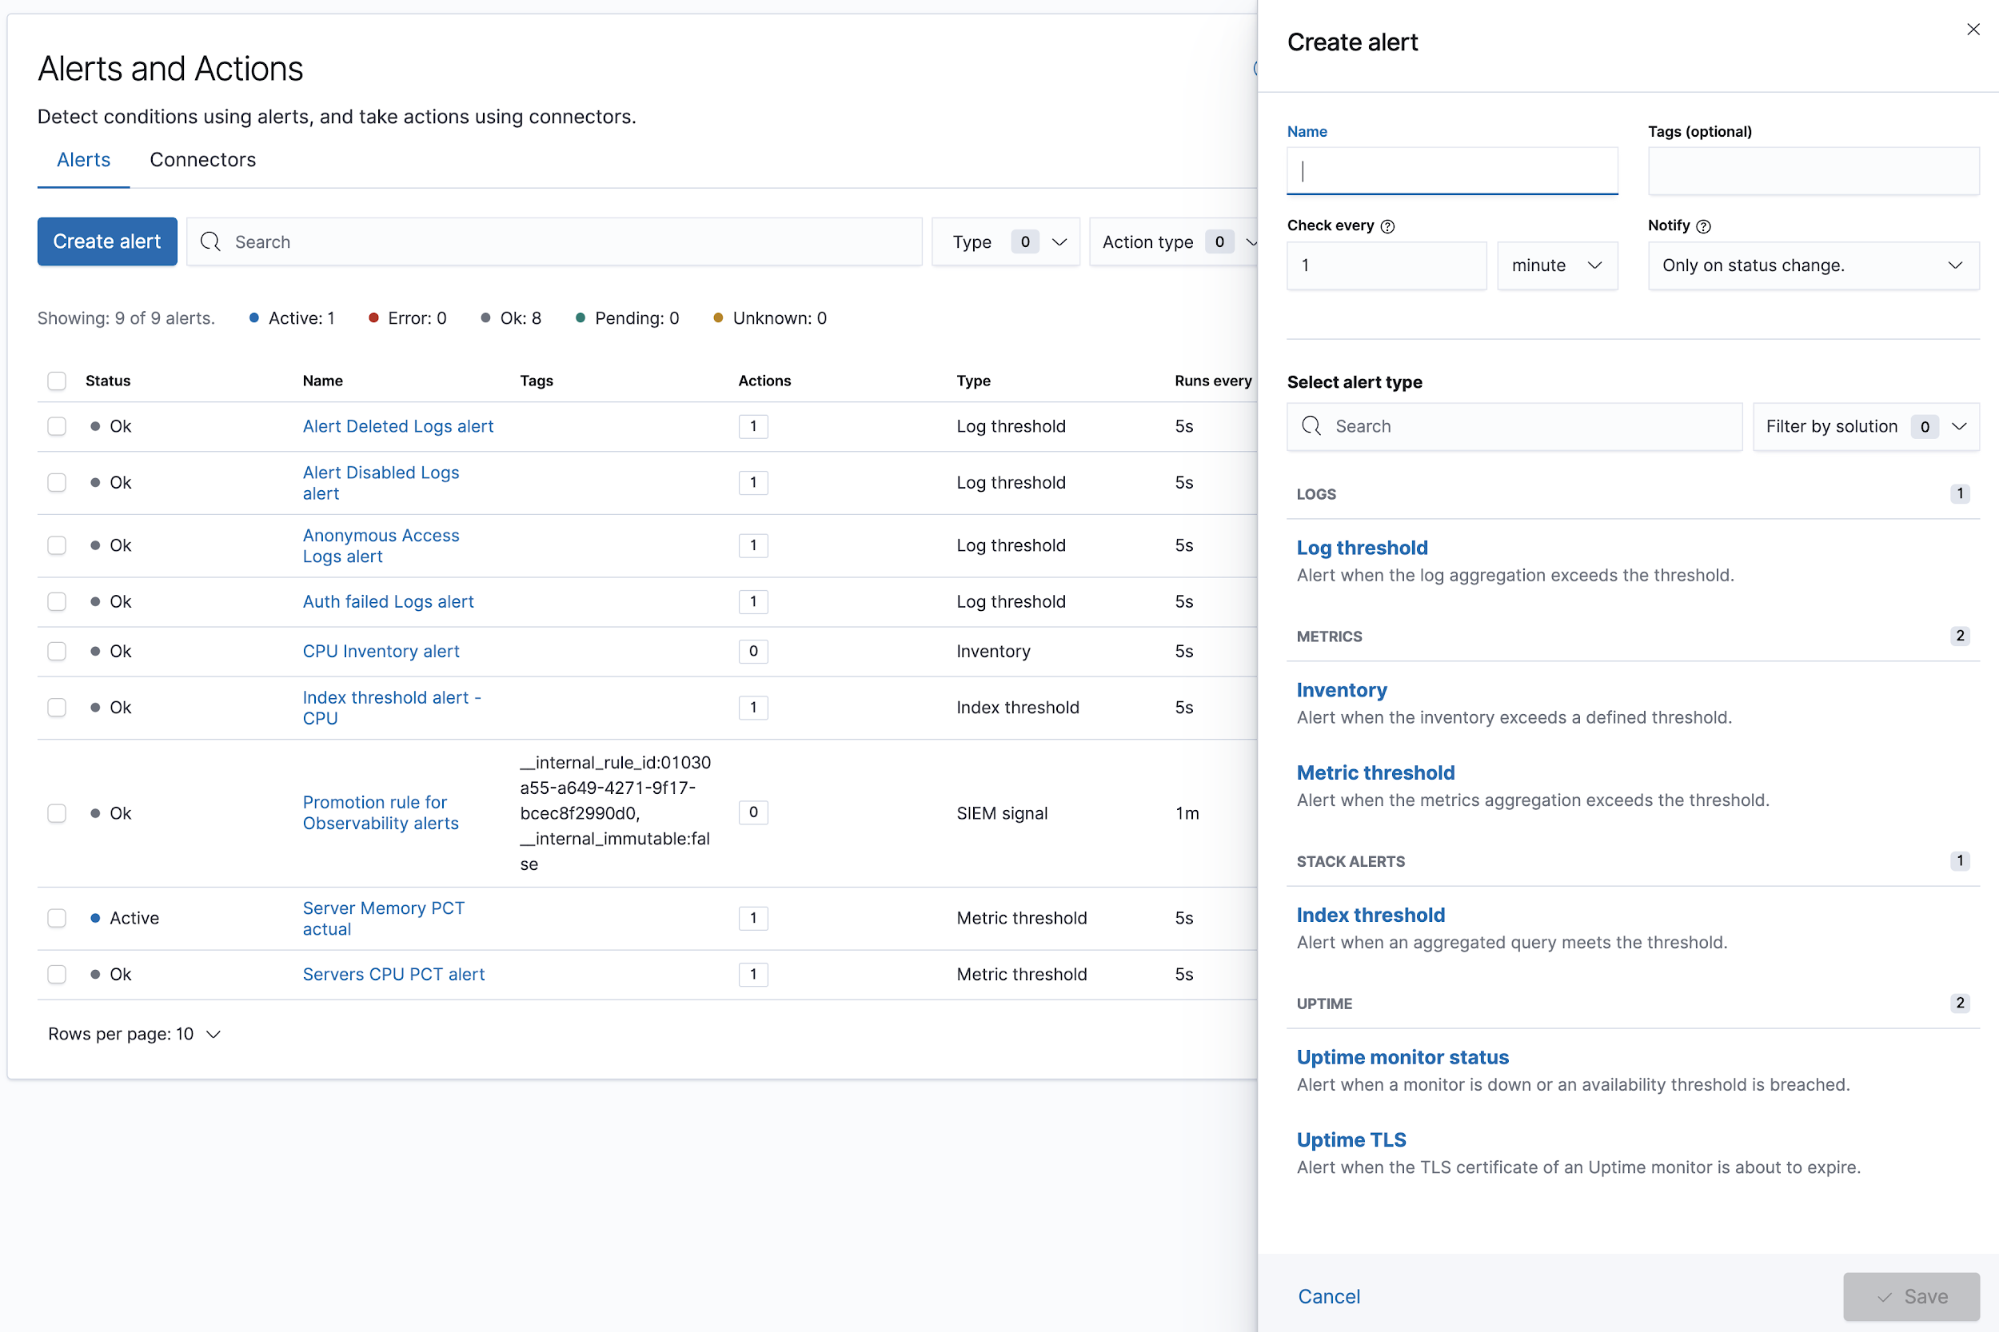 Alerts and Actions
Detect conditions using alerts, and take actions using connectors.
Alerts Connectors
Create alert Search Type 0 Action type 0
Showing: 9 of 9 alerts. Active: 1 Error: 0 Ok: 8 Pending: 0 Unknown: 0
Status Name Tags Actions Type Runs every
Ok Alert Deleted Logs alert 1 Log threshold 5s
Ok Alert Disabled Logs
alert 1 Log threshold 5s
Ok Anonymous Access
Logs alert 1 Log threshold 5s
Ok Auth failed Logs alert 1 Log threshold 5s
Ok CPU Inventory alert 0 Inventory 5s
Ok Index threshold alert -
CPU 1 Index threshold 5s
Ok Promotion rule for
Observability alerts
__internal_rule_id:01030
a55-a649-4271-9f17-
bcec8f2990d0,
__internal_immutable:fal
se
0 SIEM signal 1m
Active Server Memory PCT
actual 1 Metric threshold 5s
Ok Servers CPU PCT alert 1 Metric threshold 5s
Rows per page: 10
Create alert
Name Tags (optional)
Check every Notify
1 minute Only on status change.
Select alert type
Search Filter by solution 0
LOGS 1
Log threshold
Alert when the log aggregation exceeds the threshold.
METRICS 2
Inventory
Alert when the inventory exceeds a defined threshold.
Metric threshold
Alert when the metrics aggregation exceeds the threshold.
STACK ALERTS 1
Index threshold
Alert when an aggregated query meets the threshold.
UPTIME 2
Uptime monitor status
Alert when a monitor is down or an availability threshold is breached.
Uptime TLS
Alert when the TLS certificate of an Uptime monitor is about to expire.
Cancel Save